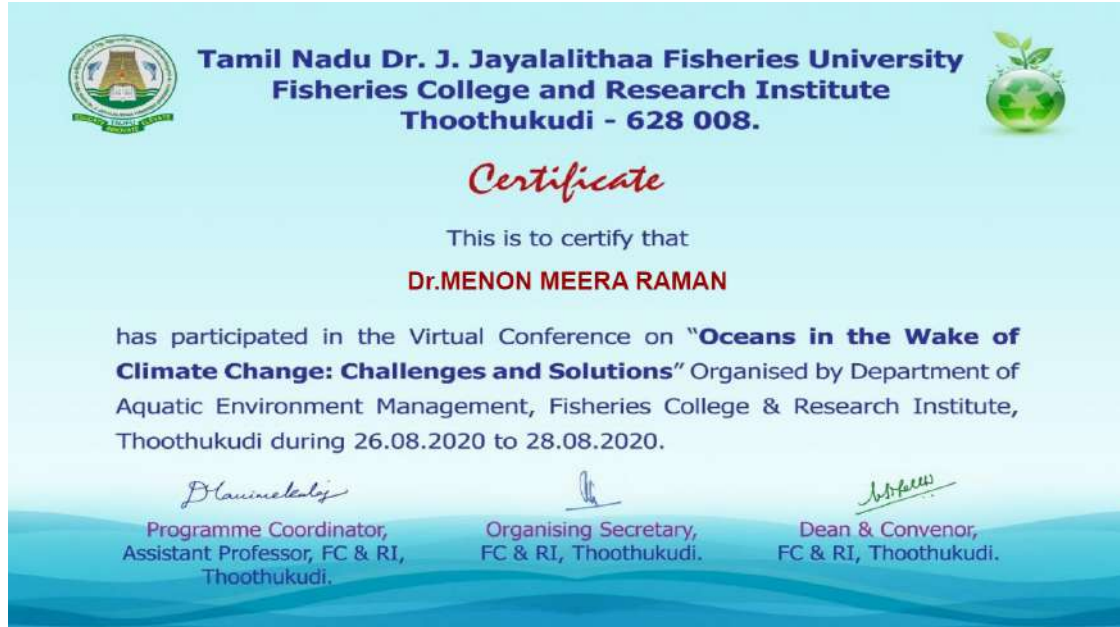 Tamil Nadu Dr. J. Jayalalithaa Fisheries University
Fisheries College and Research Institute
Thoothukudi - 628 008.
Certificate
This is to certify that
Dr.MENON MEERA RAMAN
has participated in the Virtual Conference on “Oceans in the Wake of
Climate Change: Challenges and Solutions” Organised by Department of
Aquatic Environment Management, Fisheries College & Research Institute,
Thoothukudi during 26.08.2020 to 28.08.2020.
Programme Coordinator,
Assistant Professor, FC & RI,
Thoothukudi.
Organising Secretary,
FC & RI, Thoothukudi.
Dean & Convenor,
FC & RI, Thoothukudi.